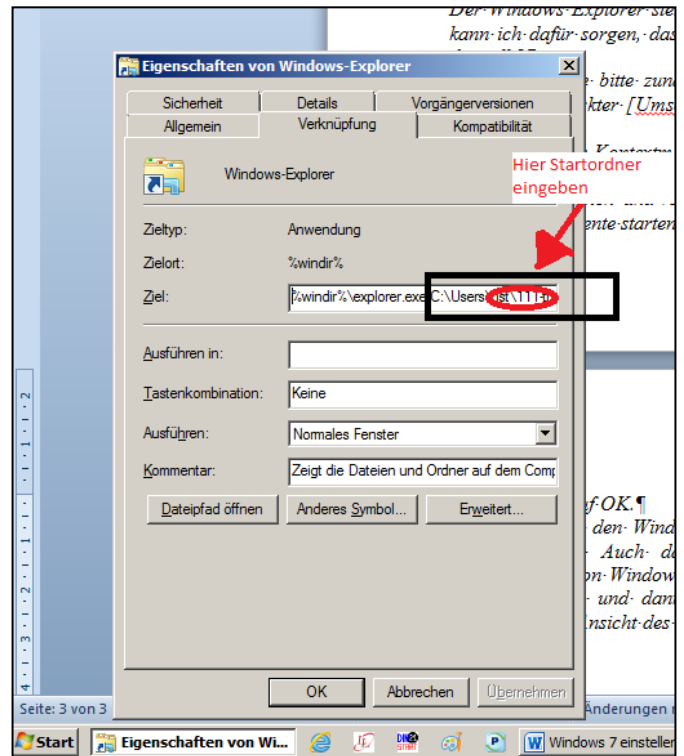 Der·Windows·Explorer·
kann·ich·dafür·sorgen,·das
·bitte·
Eigenschaften von Windows-Explorer
Sicherheit Details Vorgängerversionen
Allgemein Verknüpfung Kompatibilität
Windows-Explorer
Hier Startordner
eingeben
Zieltyp: Anwendung
ente·starten
Zielort: %windir%
Ziel: %windir%\explorer.exe C:\Users\
Ausführen in:
Tastenkombination: Keine
Ausführen: Normales Fenster
Kommentar: Zeigt die Dateien und Ordner auf dem Comp
Dateipfad öffnen Anderes Symbol... Erweitert...
f·OK.¶
·den·Wind
·Auch·
on·Window
·und·
nsicht·des·
OK Abbrechen Übernehmen
Seite: 3 von 3 Änderungen
Start Eigenschaften von Wi... Windows 7 einstellen